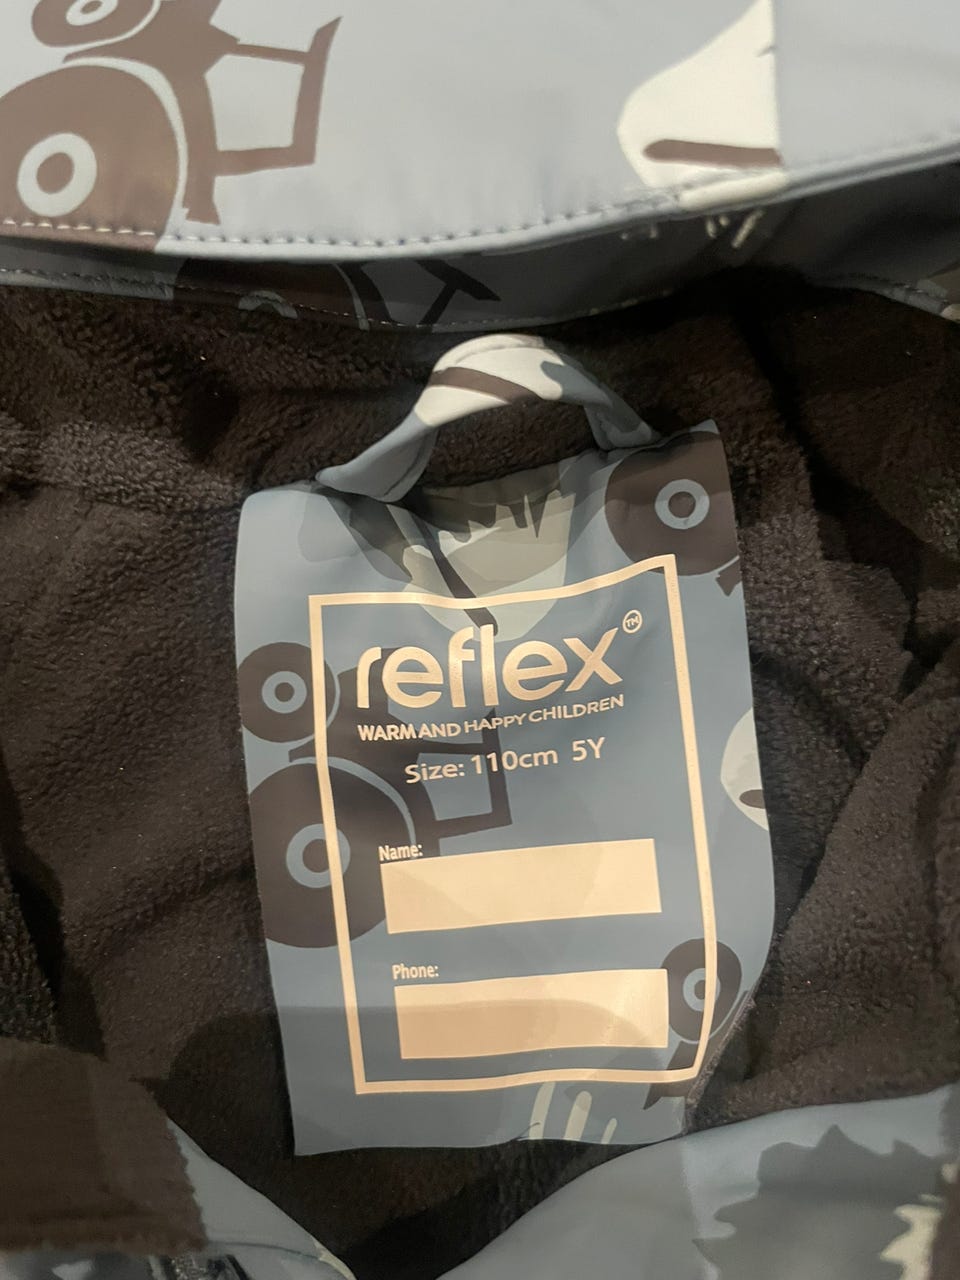 reflex™
WARM AND HAPPY CHILDREN
Size: 110cm 5Y
Name:
Phone: